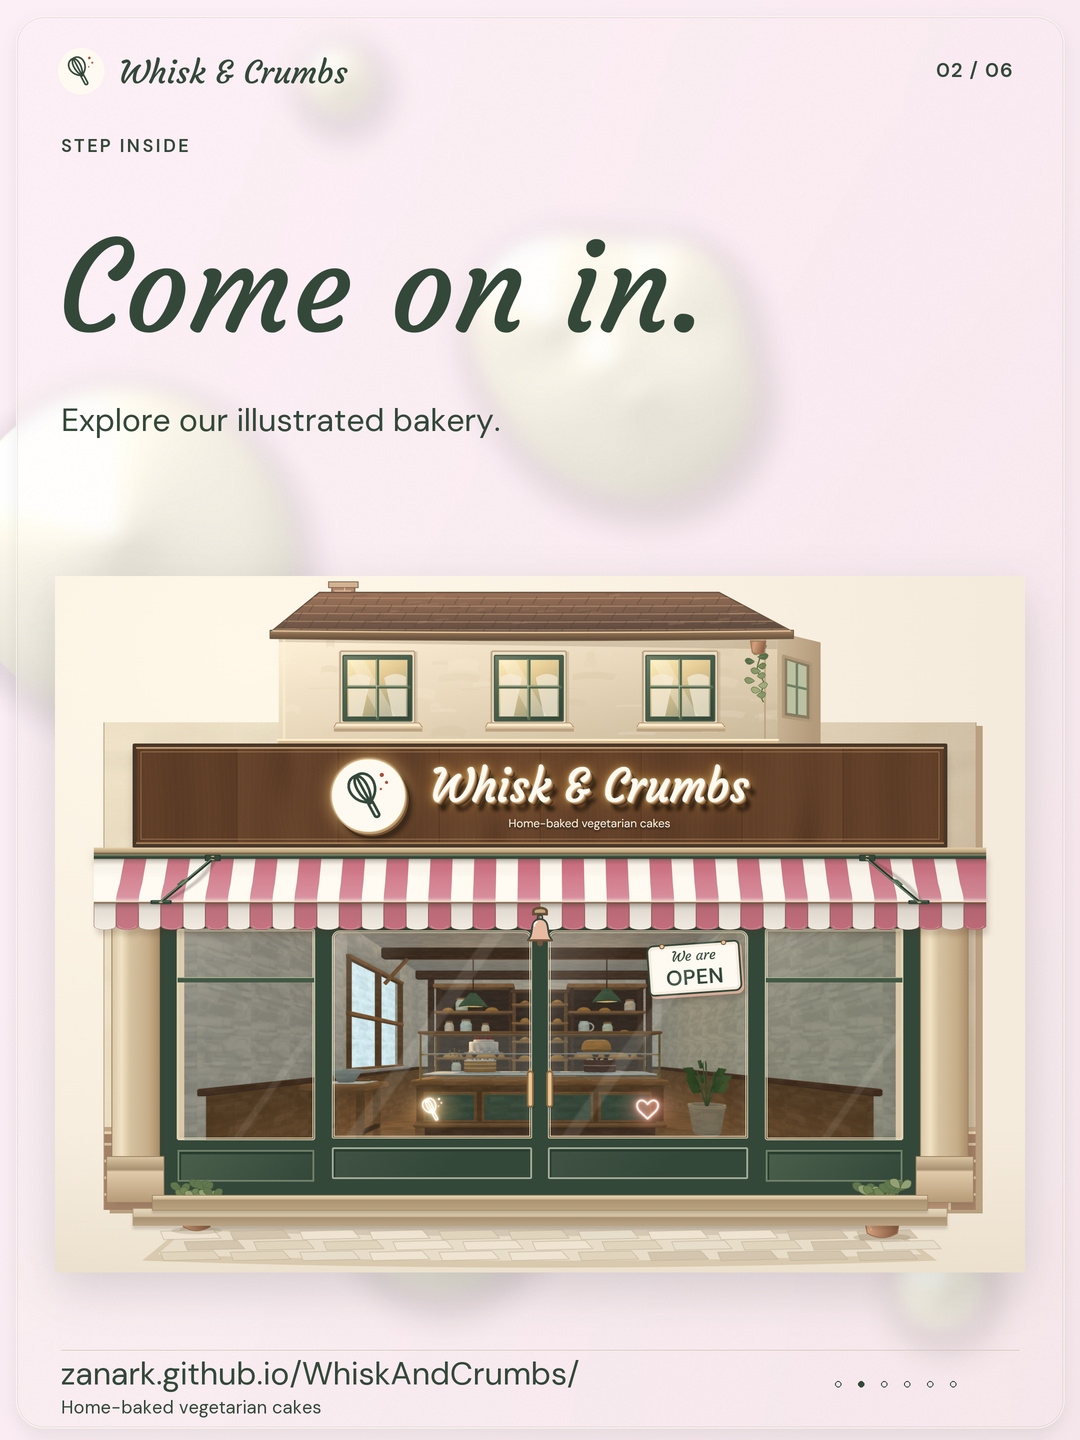 Whisk & Crumbs
02 / 06
STEP INSIDE
Come on in.
Explore our illustrated bakery.
Whisk & Crumbs
Home-baked vegetarian cakes
We are
OPEN
zanark.github.io/WhiskAndCrumbs/
Home-baked vegetarian cakes